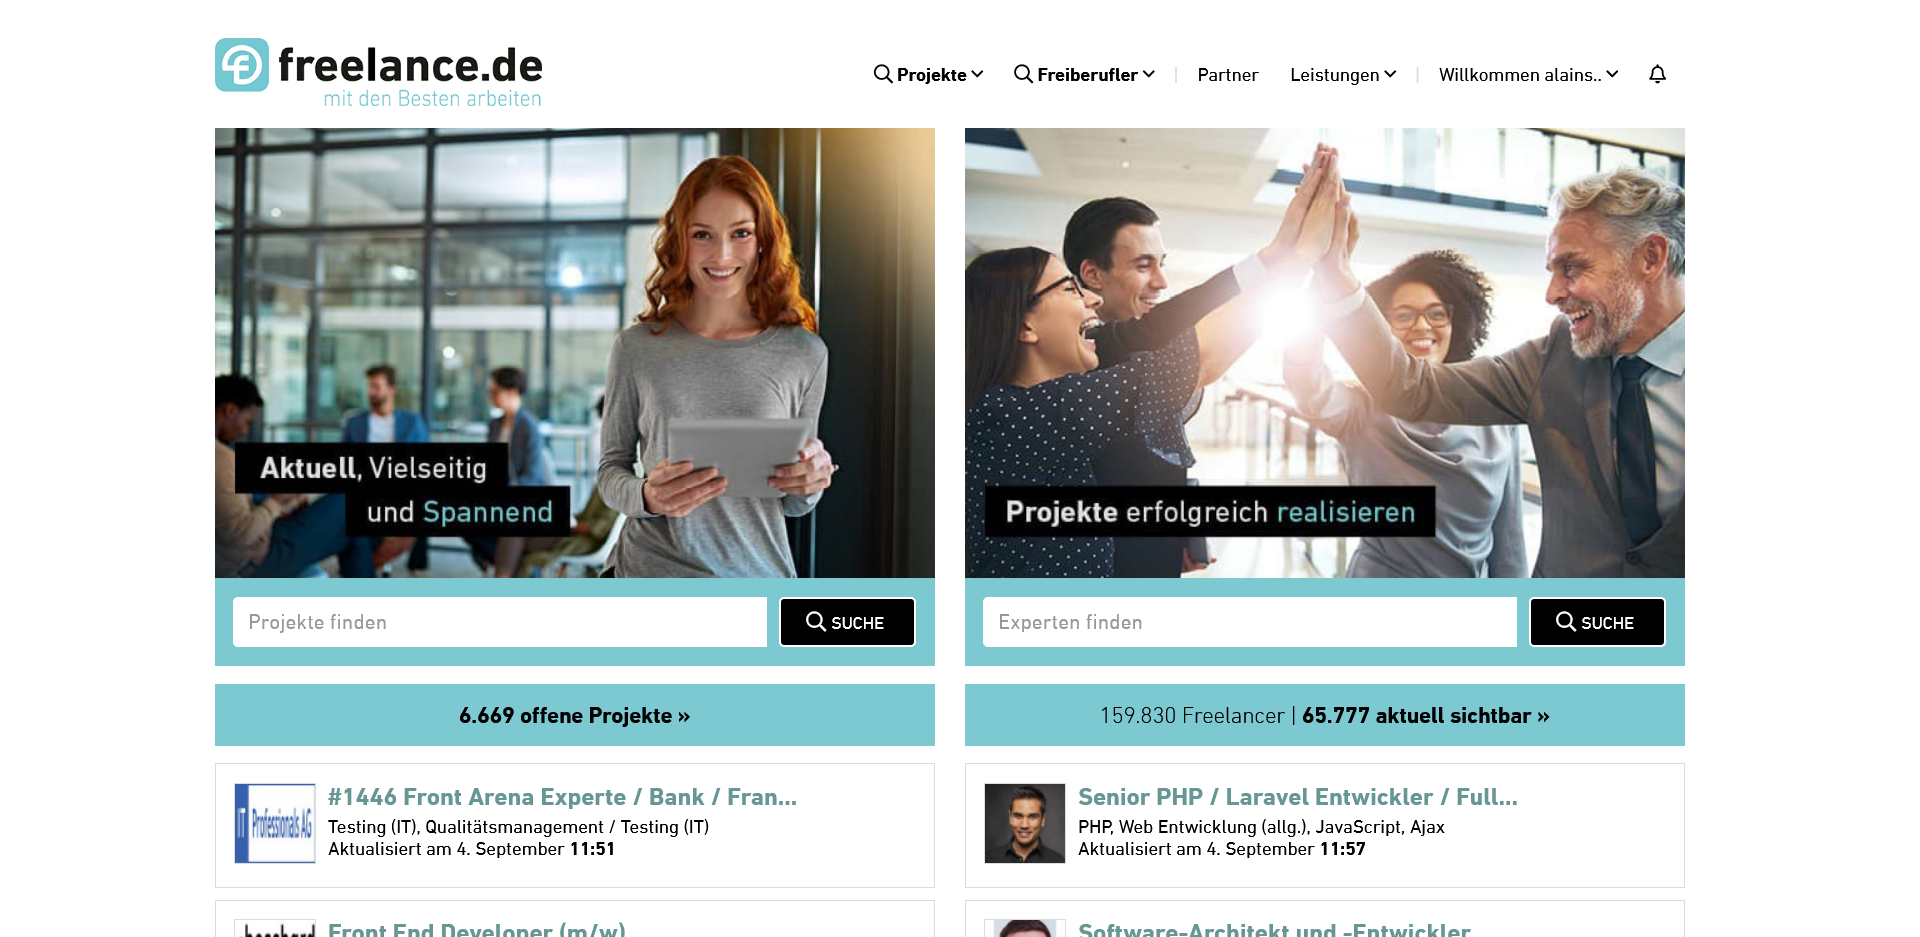 freelance.de
mit den Besten arbeiten
Projekte
Freiberufler
Partner
Leistungen
Willkommen alains..
Aktuell, Vielseitig
und Spannend
Projekte finden
SUCHE
6.669 offene Projekte »
IT Professionals AG
#1446 Front Arena Experte / Bank / Fran...
Testing (IT), Qualitätsmanagement / Testing (IT)
Aktualisiert am 4. September 11:51
Front End Developer (m/w)
Projekte erfolgreich realisieren
Experten finden
SUCHE
159.830 Freelancer | 65.777 aktuell sichtbar »
Senior PHP / Laravel Entwickler / Full...
PHP, Web Entwicklung (allg.), JavaScript, Ajax
Aktualisiert am 4. September 11:57
Software-Architekt und -Entwickler